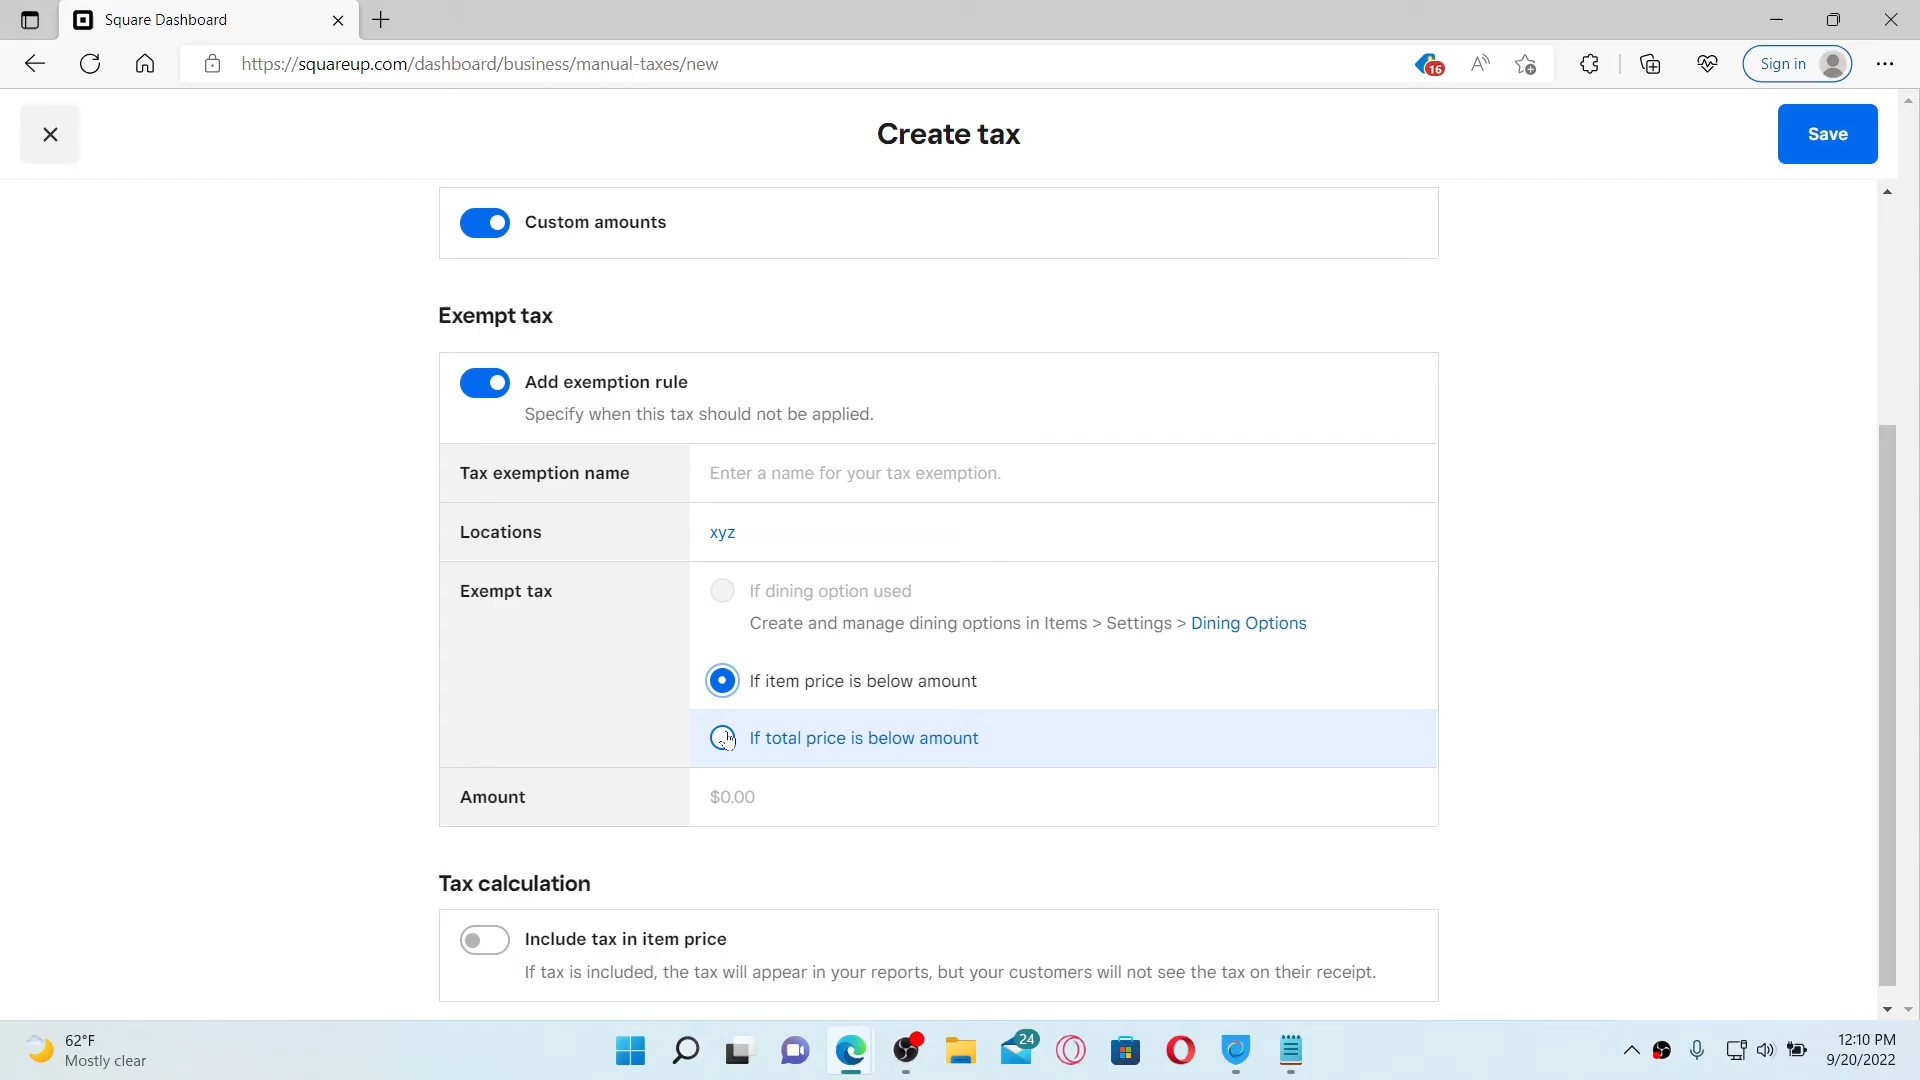 Square Dashboard
https://squareup.com/dashboard/business/manual-taxes/new
16
Sign in
Create tax
Save
Custom amounts
Exempt tax
Add exemption rule
Specify when this tax should not be applied.
Tax exemption name
Enter a name for your tax exemption.
Locations
xyz
Exempt tax
If dining option used
Create and manage dining options in Items > Settings > Dining Options
If item price is below amount
If total price is below amount
Amount
$0.00
Tax calculation
Include tax in item price
If tax is included, the tax will appear in your reports, but your customers will not see the tax on their receipt.
62°F
Mostly clear
24
12:10 PM
9/20/2022